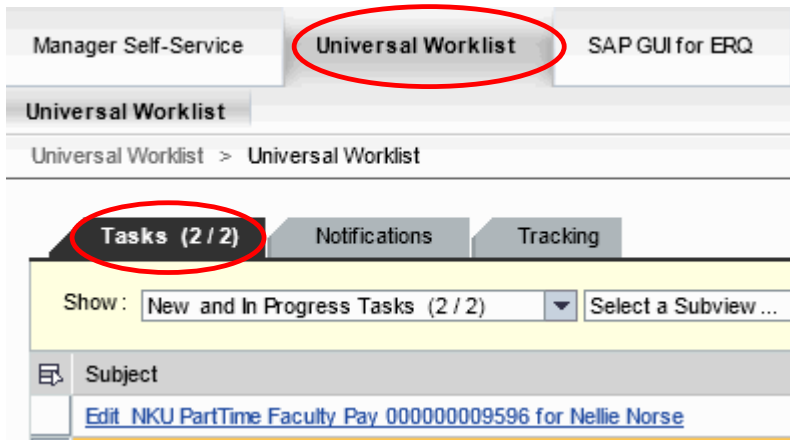 Manager Self-Service Universal Worklist SAP GUI for ERQ
Universal Worklist
Universal Worklist > Universal Worklist
Tasks (2 / 2) Notifications Tracking
Show: New and In Progress Tasks (2 / 2) Select a Subview ...
Subject
Edit NKU PartTime Faculty Pay 000000009596 for Nellie Norse